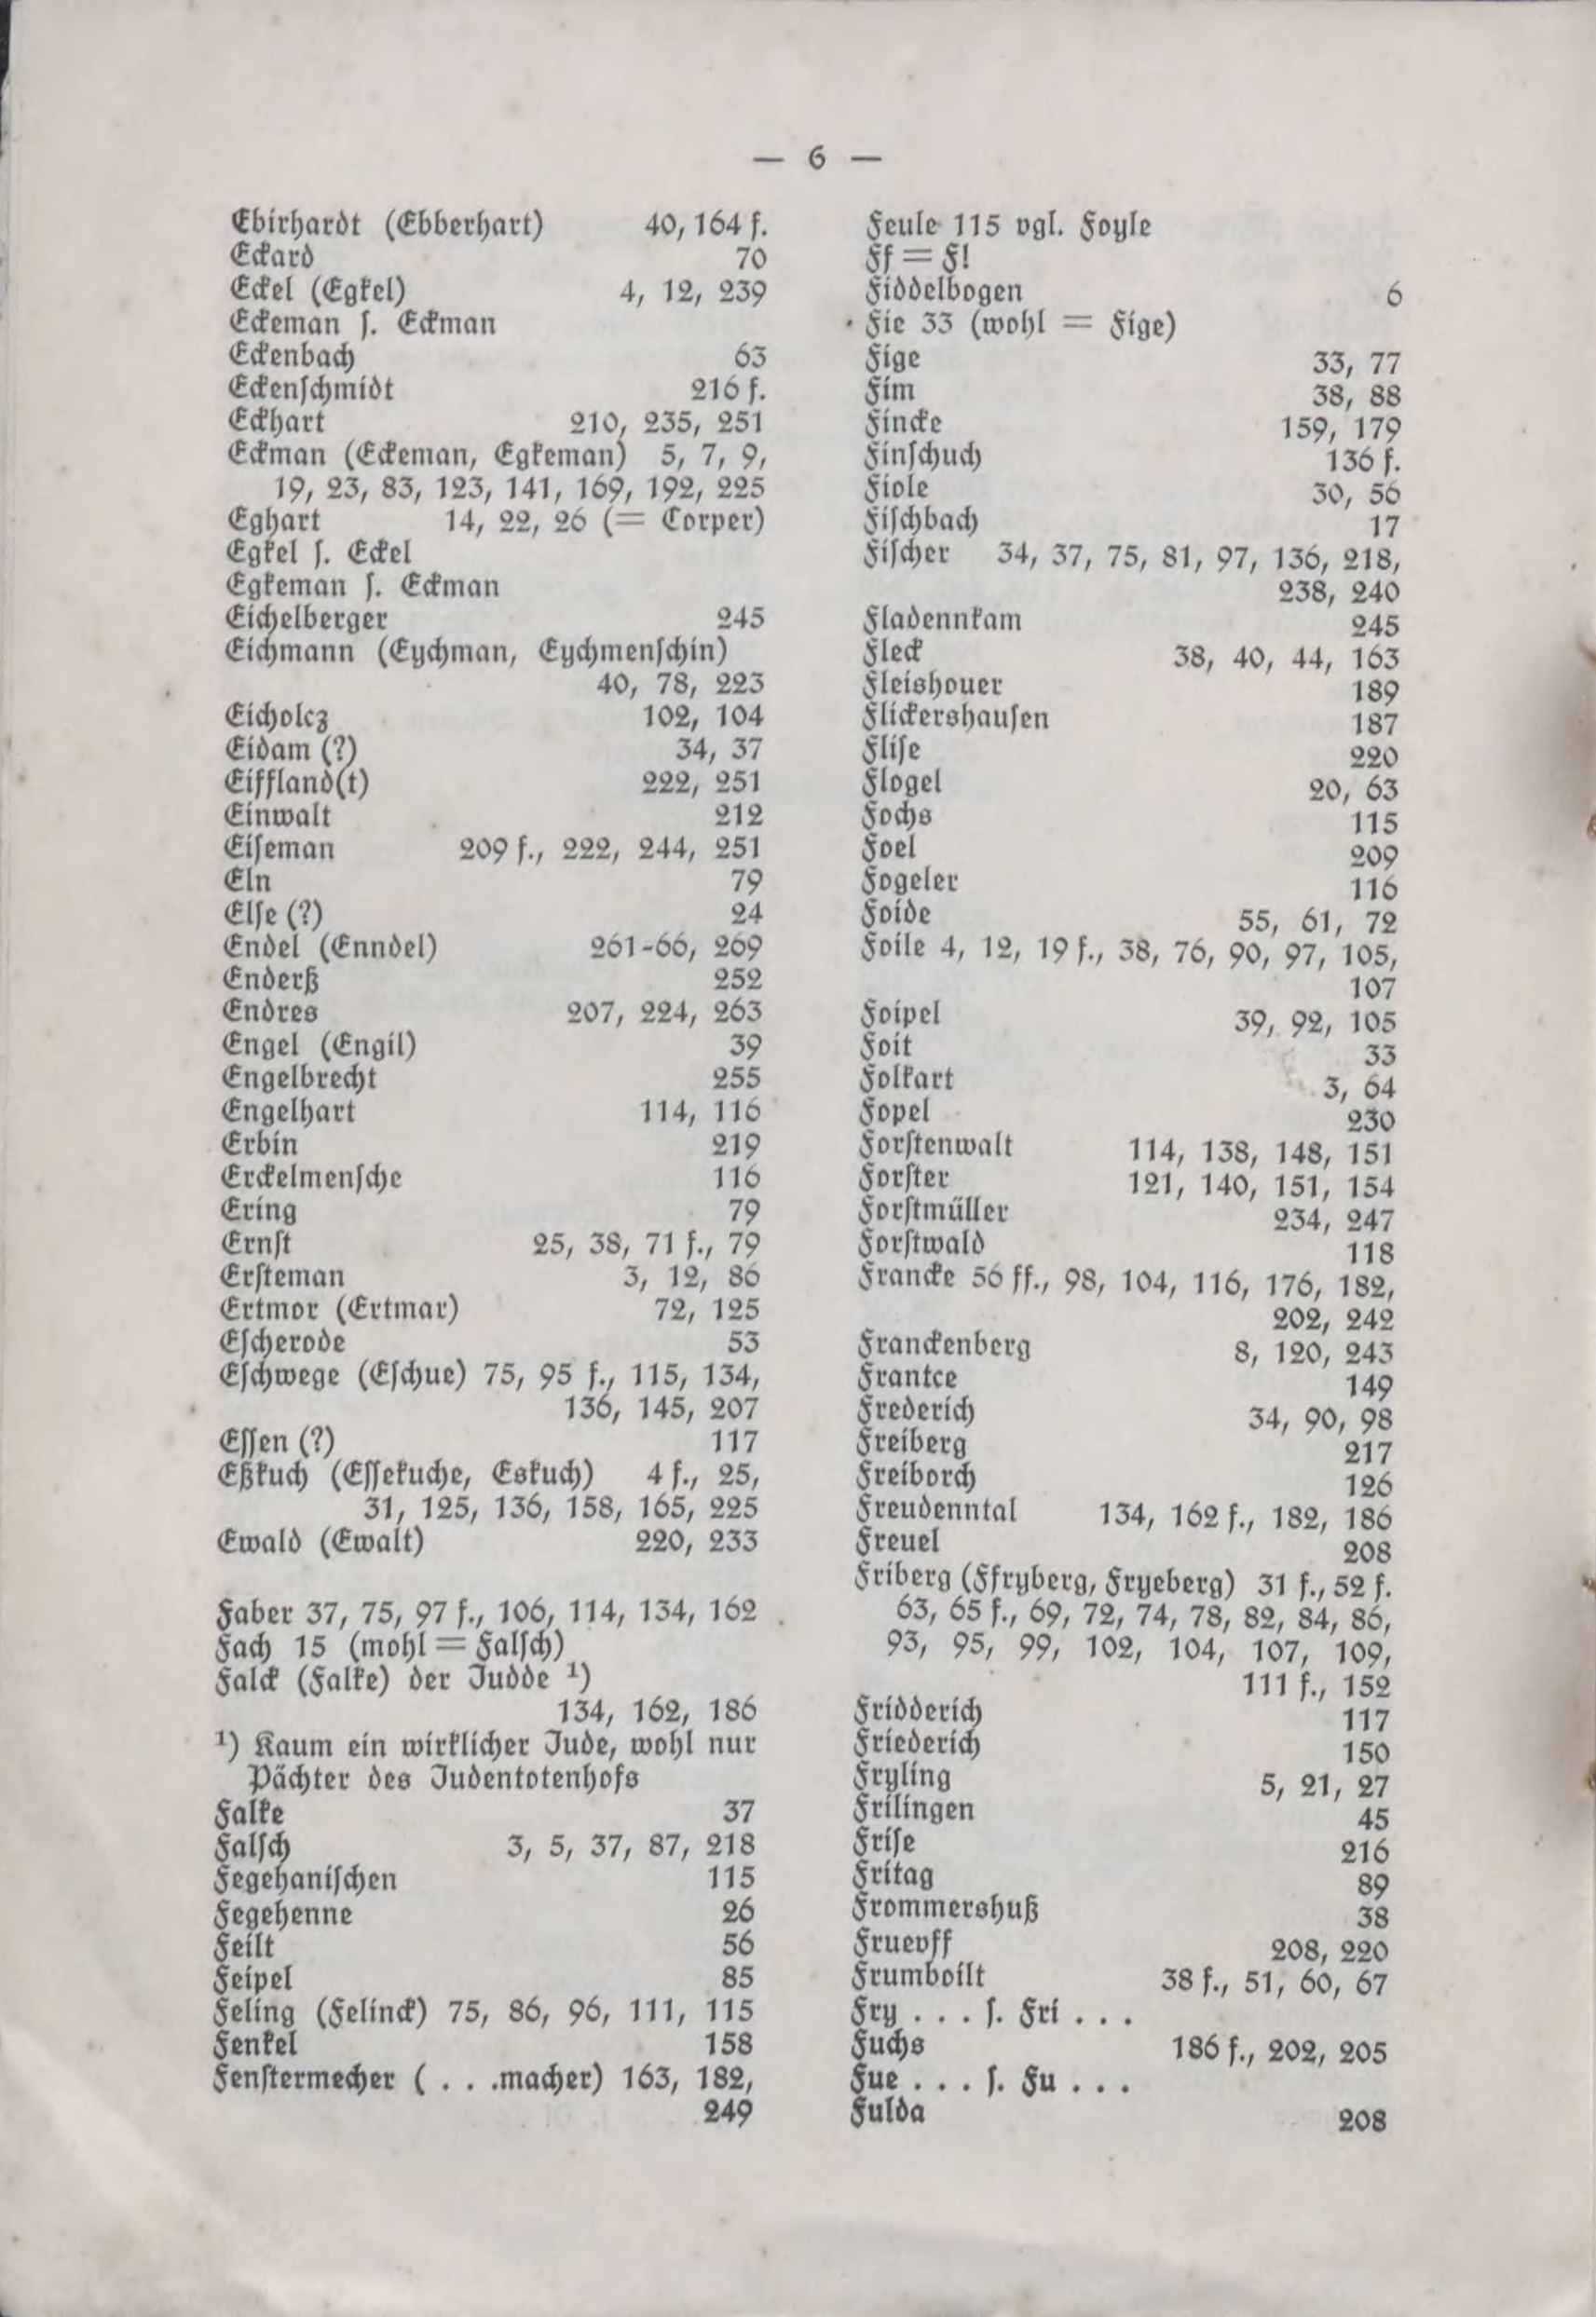 — 6 —
Ebirhardt (Ebberhart) 40, 164 f.
Eckard 70
Eckel (Egkel) 4, 12, 239
Eckeman ſ. Eckman
Eckenbach 63
Eckenſchmidt 216 f.
Eckhart 210, 235, 251
Eckman (Eckeman, Egkeman) 5, 7, 9,
19, 23, 83, 123, 141, 169, 192, 225
Eghart 14, 22, 26 (= Corper)
Egkel ſ. Eckel
Egkeman ſ. Eckman
Eichelberger 245
Eichmann (Eychman, Eychmenſchin)
40, 78, 223
Eicholcz 102, 104
Eidam (?) 34, 37
Eiffland(t) 222, 251
Einwalt 212
Eiſeman 209 f., 222, 244, 251
Eln 79
Elſe (?) 24
Endel (Enndel) 261-66, 269
Enderß 252
Endres 207, 224, 263
Engel (Engil) 39
Engelbrecht 255
Engelhart 114, 116
Erbin 219
Erckelmenſche 116
Ering 79
Ernſt 25, 38, 71 f., 79
Erſteman 3, 12, 86
Ertmor (Ertmar) 72, 125
Eſcherode 53
Eſchwege (Eſchue) 75, 95 f., 115, 134,
136, 145, 207
Eſſen (?) 117
Eßkuch (Eſſekuche, Eskuch) 4 f., 25,
31, 125, 136, 158, 165, 225
Ewald (Ewalt) 220, 233
Faber 37, 75, 97 f., 106, 114, 134, 162
Fach 15 (mohl = Falſch)
Falck (Falke) der Judde ¹)
134, 162, 186
¹) Kaum ein wirklicher Jude, wohl nur
Pächter des Judentotenhofs
Falke 37
Falſch 3, 5, 37, 87, 218
Fegehaniſchen 115
Fegehenne 26
Feilt 56
Feipel 85
Feling (Felinck) 75, 86, 96, 111, 115
Fenkel 158
Fenſtermecher ( . . .macher) 163, 182,
249
Feule 115 vgl. Foyle
Ff = F!
Fiddelbogen 6
Fie 33 (wohl = Fige)
Fige 33, 77
Fim 38, 88
Fincke 159, 179
Finſchuch 136 f.
Fiole 30, 56
Fiſchbach 17
Fiſcher 34, 37, 75, 81, 97, 136, 218,
238, 240
Fladennkam 245
Fleck 38, 40, 44, 163
Fleishouer 189
Flickershauſen 187
Fliſe 220
Flogel 20, 63
Fochs 115
Foel 209
Fogeler 116
Foide 55, 61, 72
Foile 4, 12, 19 f., 38, 76, 90, 97, 105,
107
Foipel 39, 92, 105
Foit 33
Folkart 3, 64
Fopel 230
Forſtenwalt 114, 138, 148, 151
Forſter 121, 140, 151, 154
Forſtmüller 234, 247
Forſtwald 118
Francke 56 ff., 98, 104, 116, 176, 182,
202, 242
Franckenberg 8, 120, 243
Frantce 149
Frederich 34, 90, 98
Freiberg 217
Freiborch 126
Freudenntal 134, 162 f., 182, 186
Freuel 208
Friberg (Ffryberg, Fryeberg) 31 f., 52 f.
63, 65 f., 69, 72, 74, 78, 82, 84, 86,
93, 95, 99, 102, 104, 107, 109,
111 f., 152
Fridderich 117
Friederich 150
Fryling 5, 21, 27
Frilingen 45
Friſe 216
Fritag 89
Frommershuß 38
Fruevff 208, 220
Frumboilt 38 f., 51, 60, 67
Fry . . . ſ. Fri . . .
Fuchs 186 f., 202, 205
Fue . . . ſ. Fu . . .
Fulda 208